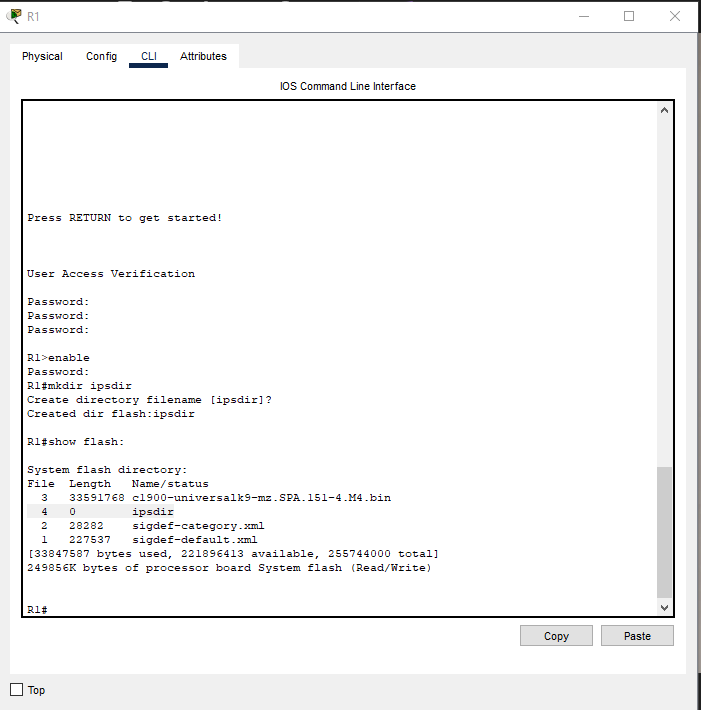 R1
Physical Config CLI Attributes
IOS Command Line Interface
Press RETURN to get started!
User Access Verification
Password:
Password:
Password:
R1>enable
Password:
R1#mkdir ipsdir
Create directory filename [ipsdir]?
Created dir flash:ipsdir
R1#show flash:
System flash directory:
File  Length   Name/status
  3   33591768 c1900-universalk9-mz.SPA.151-4.M4.bin
  4   0        ipsdir
  2   28282    sigdef-category.xml
  1   227537   sigdef-default.xml
[33847587 bytes used, 221896413 available, 255744000 total]
249856K bytes of processor board System flash (Read/Write)
R1#
Copy Paste
Top